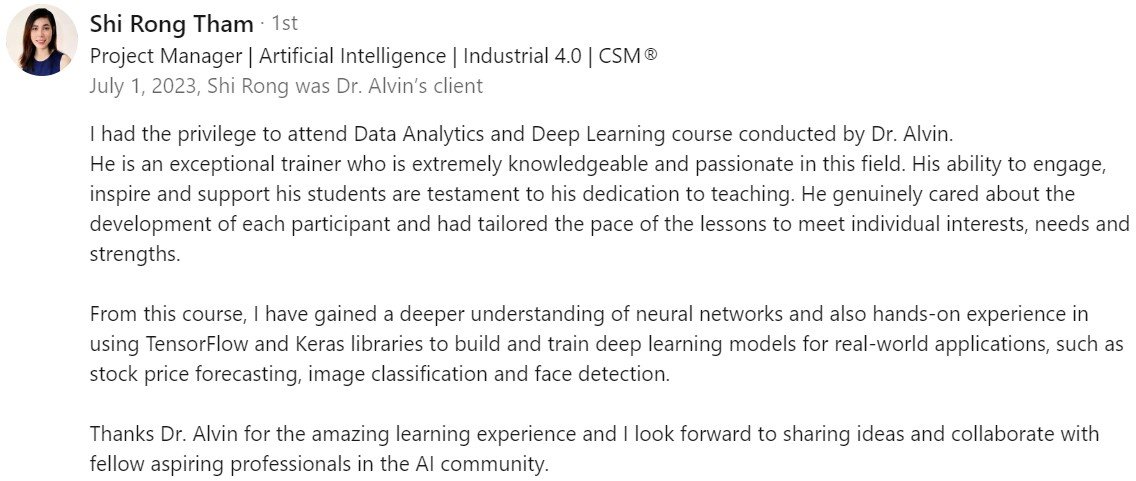 Shi Rong Tham · 1st
Project Manager | Artificial Intelligence | Industrial 4.0 | CSM®
July 1, 2023, Shi Rong was Dr. Alvin’s client
I had the privilege to attend Data Analytics and Deep Learning course conducted by Dr. Alvin.
He is an exceptional trainer who is extremely knowledgeable and passionate in this field. His ability to engage,
inspire and support his students are testament to his dedication to teaching. He genuinely cared about the
development of each participant and had tailored the pace of the lessons to meet individual interests, needs and
strengths.
From this course, I have gained a deeper understanding of neural networks and also hands-on experience in
using TensorFlow and Keras libraries to build and train deep learning models for real-world applications, such as
stock price forecasting, image classification and face detection.
Thanks Dr. Alvin for the amazing learning experience and I look forward to sharing ideas and collaborate with
fellow aspiring professionals in the AI community.